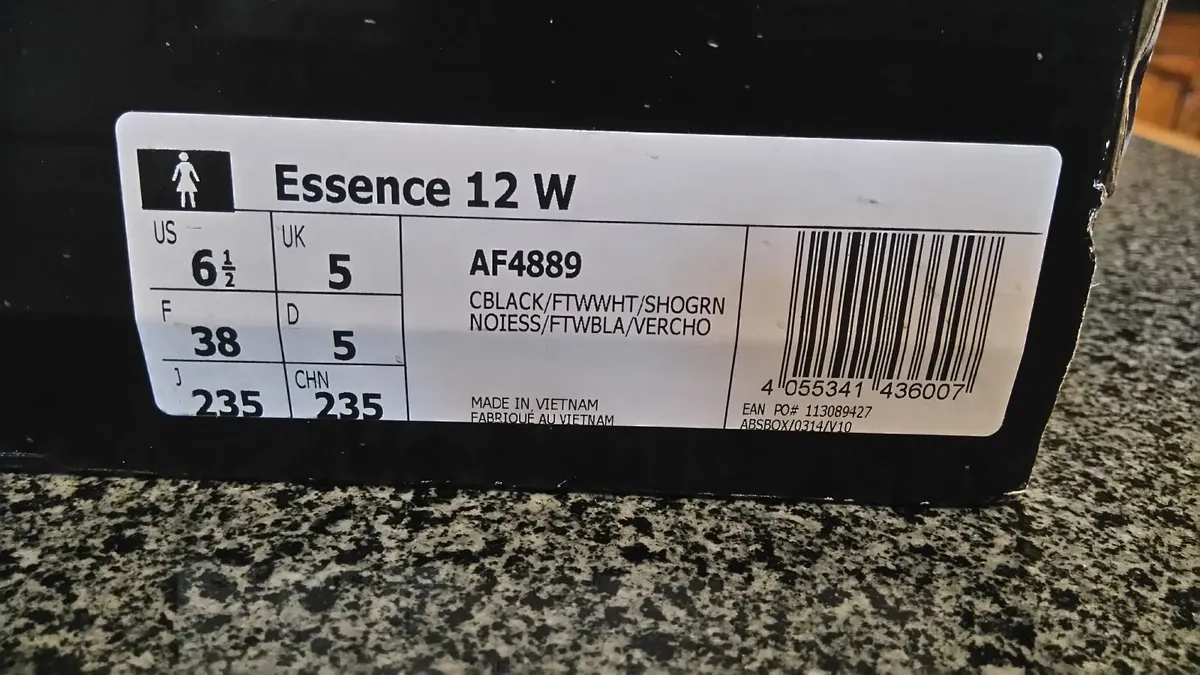 Essence 12 W
US
6½
UK
5
F
38
D
5
J
235
CHN
235
AF4889
CBLACK/FTWWHT/SHOGRN
NOIESS/FTWBLA/VERCHO
MADE IN VIETNAM
FABRIQUÉ AU VIETNAM
4 055341 436007
EAN PO# 113089427
ABSBOX/0314/V10